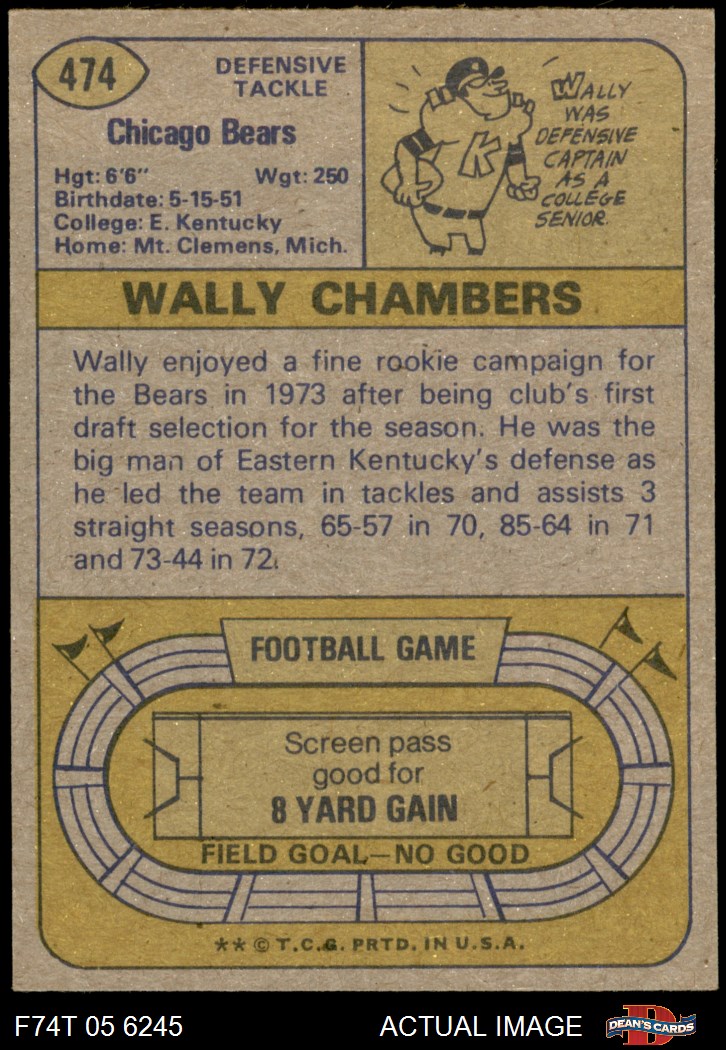 474
DEFENSIVE
TACKLE
Chicago Bears
Hgt: 6'6" Wgt: 250
Birthdate: 5-15-51
College: E. Kentucky
Home: Mt. Clemens, Mich.
K
WALLY
WAS
DEFENSIVE
CAPTAIN
AS A
COLLEGE
SENIOR.
WALLY CHAMBERS
Wally enjoyed a fine rookie campaign for
the Bears in 1973 after being club's first
draft selection for the season. He was the
big man of Eastern Kentucky's defense as
he led the team in tackles and assists 3
straight seasons, 65-57 in 70, 85-64 in 71
and 73-44 in 72.
FOOTBALL GAME
Screen pass
good for
8 YARD GAIN
FIELD GOAL—NO GOOD
** © T.C.G. PRTD. IN U.S.A.
F74T 05 6245 ACTUAL IMAGE
D
DEAN'S CARDS